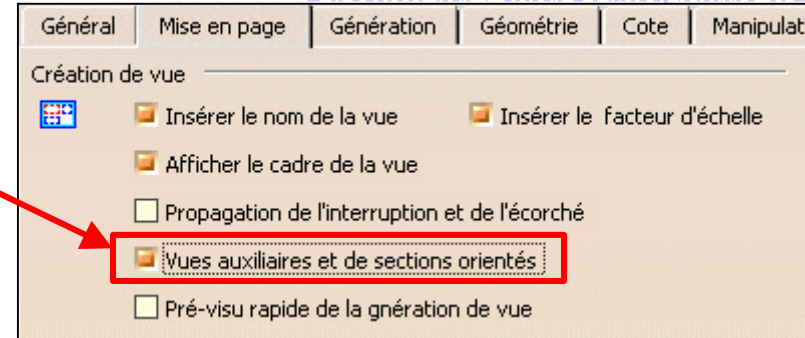 Général Mise en page Génération Géométrie Cote Manipulat
Création de vue
Insérer le nom de la vue Insérer le facteur d'échelle
Afficher le cadre de la vue
Propagation de l'interruption et de l'écorché
Vues auxiliaires et de sections orientés
Pré-visu rapide de la gnération de vue